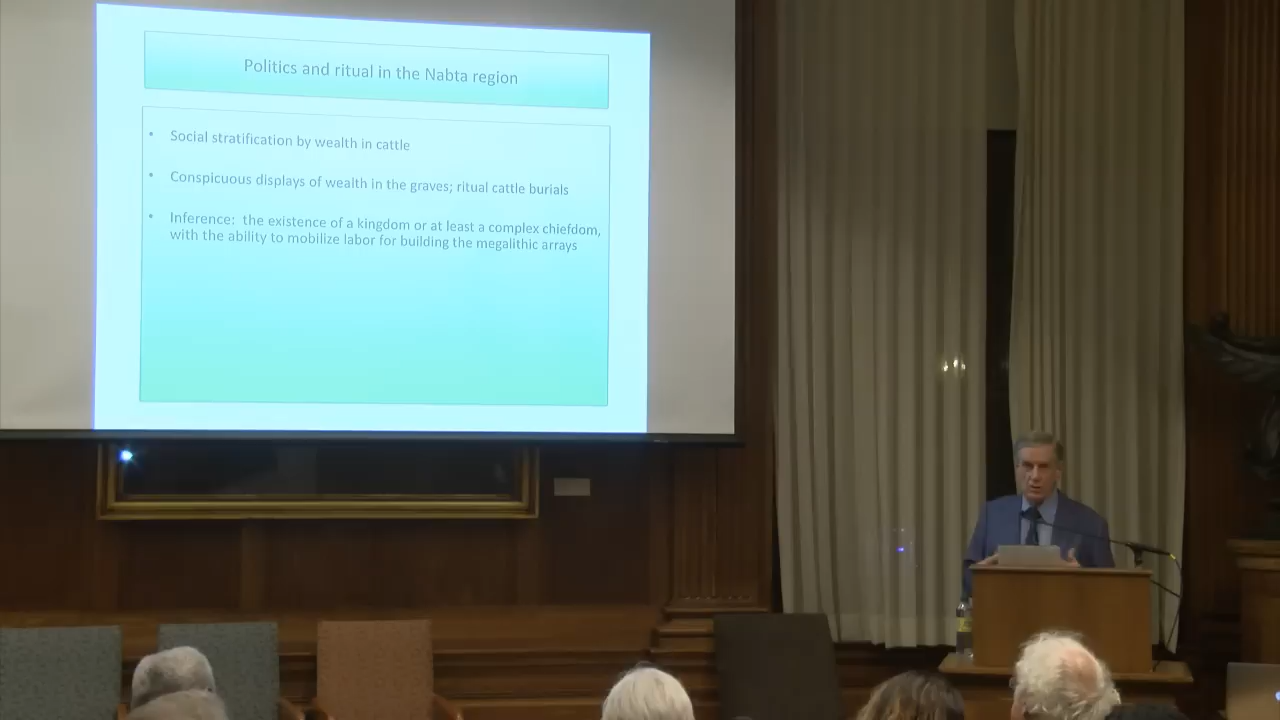 Politics and ritual in the Nabta region
• Social stratification by wealth in cattle
• Conspicuous displays of wealth in the graves; ritual cattle burials
• Inference: the existence of a kingdom or at least a complex chiefdom,
with the ability to mobilize labor for building the megalithic arrays